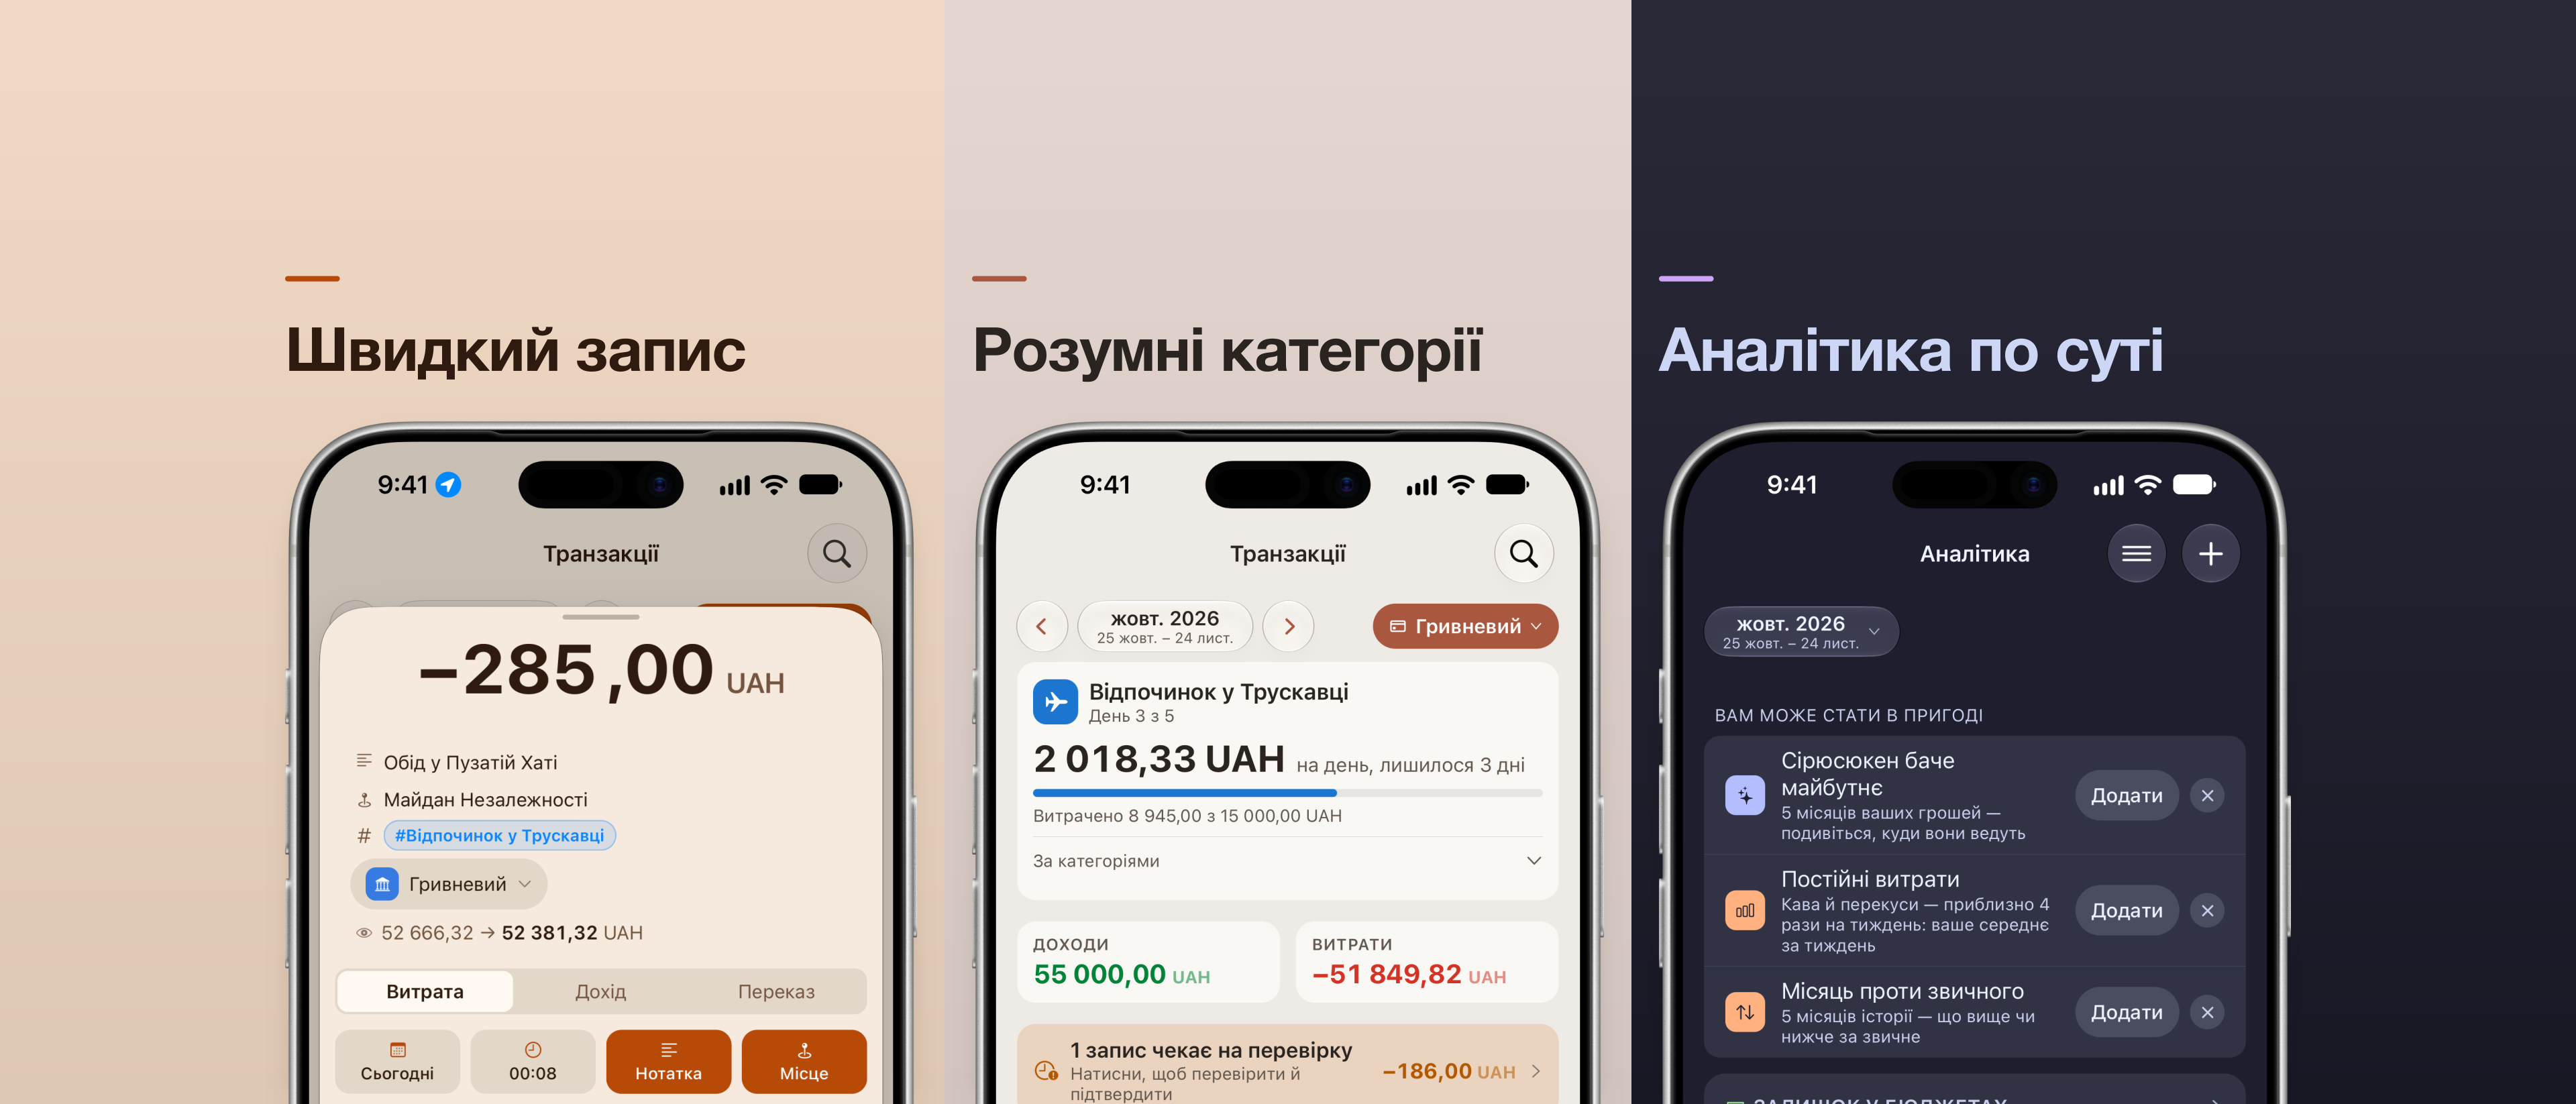 Швидкий запис
9:41
Транзакції
−285,00 UAH
Обід у Пузатій Хаті
Майдан Незалежності
# #Відпочинок у Трускавці
Гривневий
52 666,32 → 52 381,32 UAH
Витрата Дохід Переказ
Сьогодні 00:08 Нотатка Місце
Розумні категорії
9:41
Транзакції
жовт. 2026
25 жовт. – 24 лист.
Гривневий
Відпочинок у Трускавці
День 3 з 5
2 018,33 UAH на день, лишилося 3 дні
Витрачено 8 945,00 з 15 000,00 UAH
За категоріями
ДОХОДИ
55 000,00 UAH
ВИТРАТИ
−51 849,82 UAH
1 запис чекає на перевірку
Натисни, щоб перевірити й
підтвердити
−186,00 UAH
Аналітика по суті
9:41
Аналітика
жовт. 2026
25 жовт. – 24 лист.
ВАМ МОЖЕ СТАТИ В ПРИГОДІ
Сірюсюкен баче
майбутнє
5 місяців ваших грошей —
подивіться, куди вони ведуть
Додати
Постійні витрати
Кава й перекуси — приблизно 4
рази на тиждень: ваше середнє
за тиждень
Додати
Місяць проти звичного
5 місяців історії — що вище чи
нижче за звичне
Додати
ЗАЛИШОК У БЮДЖЕТАХ